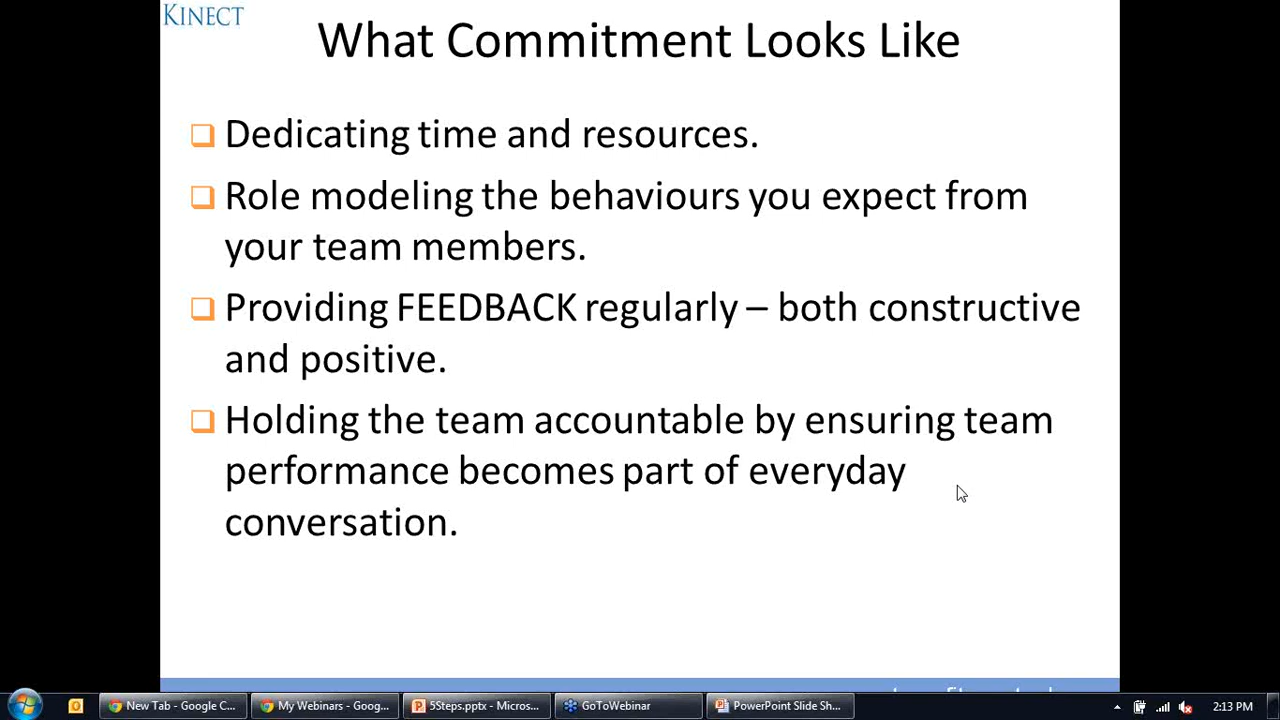 KINECT
What Commitment Looks Like
Dedicating time and resources.
Role modeling the behaviours you expect from
your team members.
Providing FEEDBACK regularly – both constructive
and positive.
Holding the team accountable by ensuring team
performance becomes part of everyday
conversation.
New Tab - Google C...
My Webinars - Goog...
5Steps.pptx - Micros...
GoToWebinar
PowerPoint Slide Sh...
2:13 PM